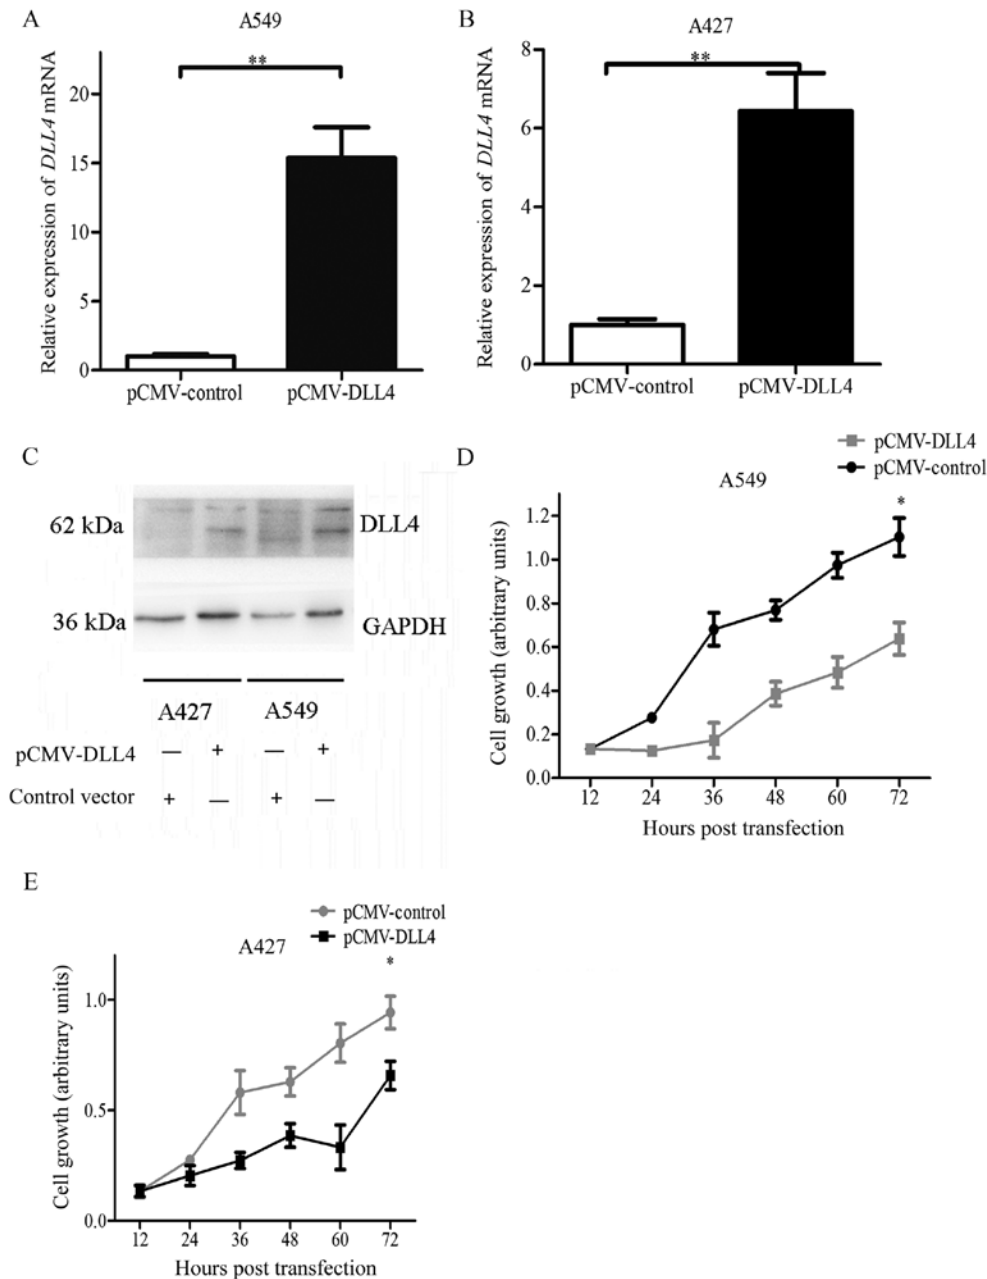 A
A549
Relative expression of DLL4 mRNA
**
20
15
10
5
0
pCMV-control
pCMV-DLL4
B
A427
Relative expression of DLL4 mRNA
**
8
6
4
2
0
pCMV-control
pCMV-DLL4
C
62 kDa
DLL4
36 kDa
GAPDH
A427 A549
pCMV-DLL4 — + — +
Control vector + — + —
D
pCMV-DLL4
pCMV-control
A549
*
Cell growth (arbitrary units)
1.2
1.0
0.8
0.6
0.4
0.2
0.0
12 24 36 48 60 72
Hours post transfection
E
pCMV-control
pCMV-DLL4
A427
*
Cell growth (arbitrary units)
1.0
0.5
0.0
12 24 36 48 60 72
Hours post transfection